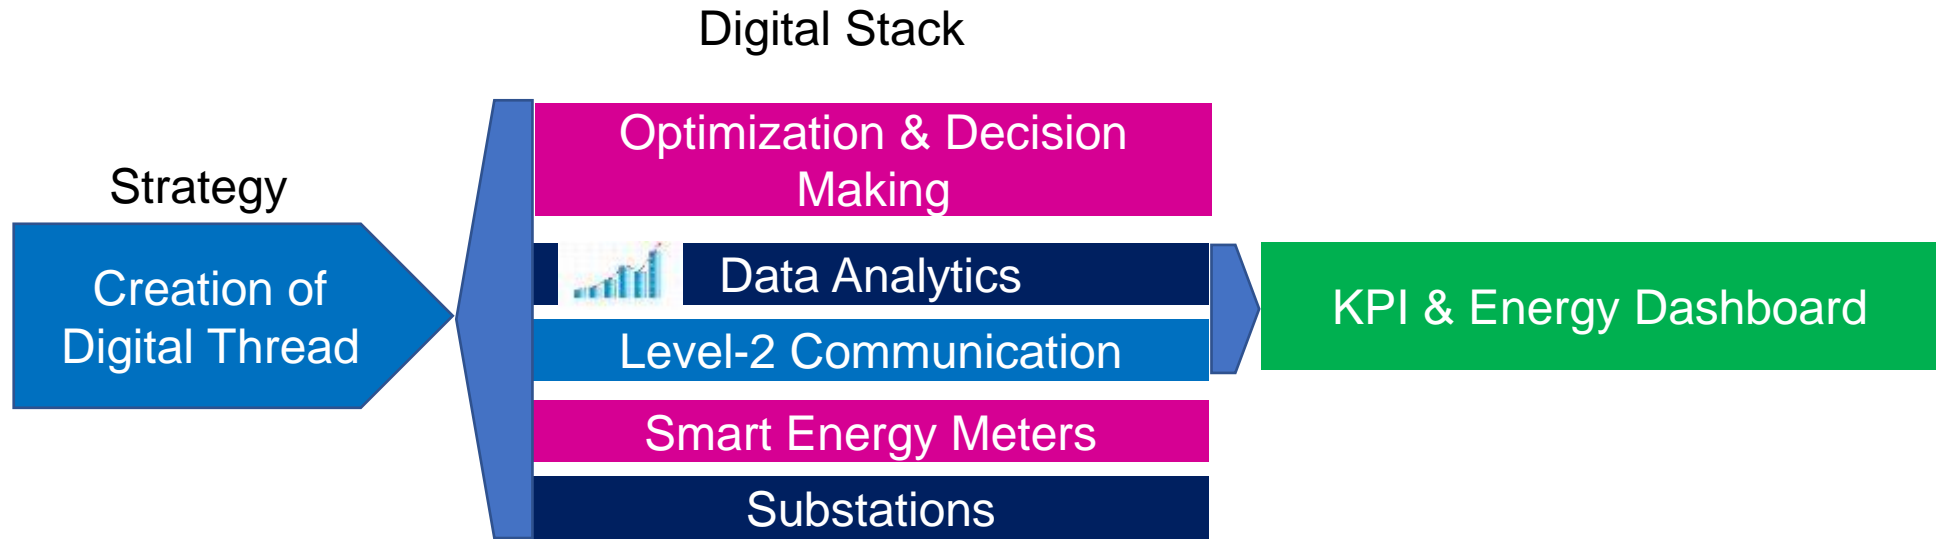 Digital Stack
Strategy
Creation of
Digital Thread
Optimization & Decision
Making
Data Analytics
Level-2 Communication
Smart Energy Meters
Substations
KPI & Energy Dashboard